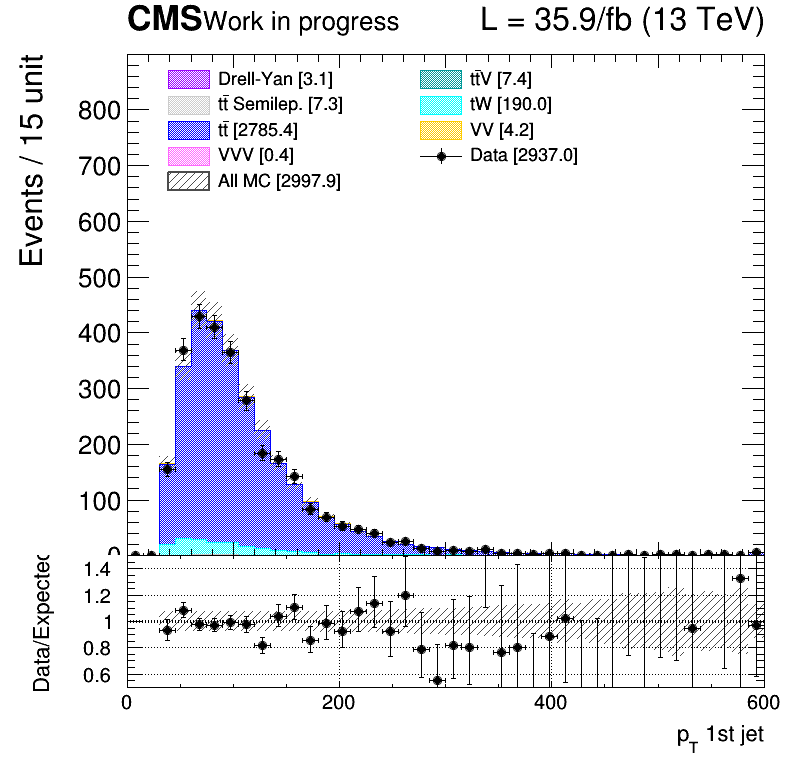 CMS Work in progress L = 35.9/fb (13 TeV)
Events / 15 unit
Drell-Yan [3.1]
tt̄ Semilep. [7.3]
tt̄ [2785.4]
VVV [0.4]
All MC [2997.9]
tt̄V [7.4]
tW [190.0]
VV [4.2]
Data [2937.0]
800
700
600
500
400
300
200
100
0
Data/Expected
1.4
1.2
1
0.8
0.6
0 200 400 600
p_T 1st jet